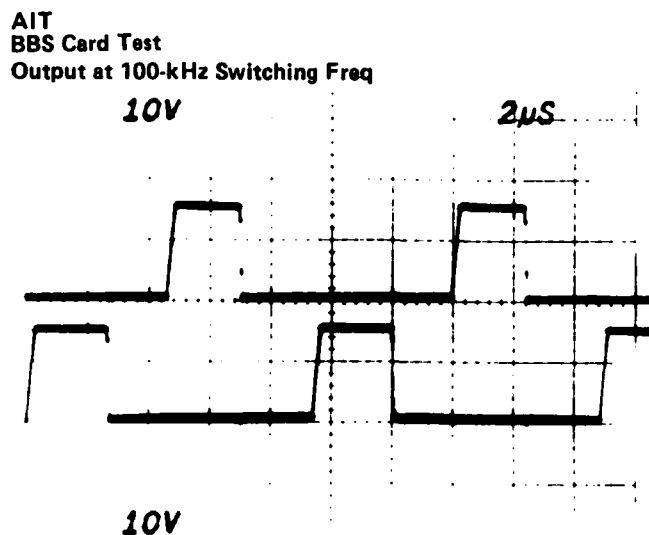 AIT
BBS Card Test
Output at 100-kHz Switching Freq
10V 2μS
10V